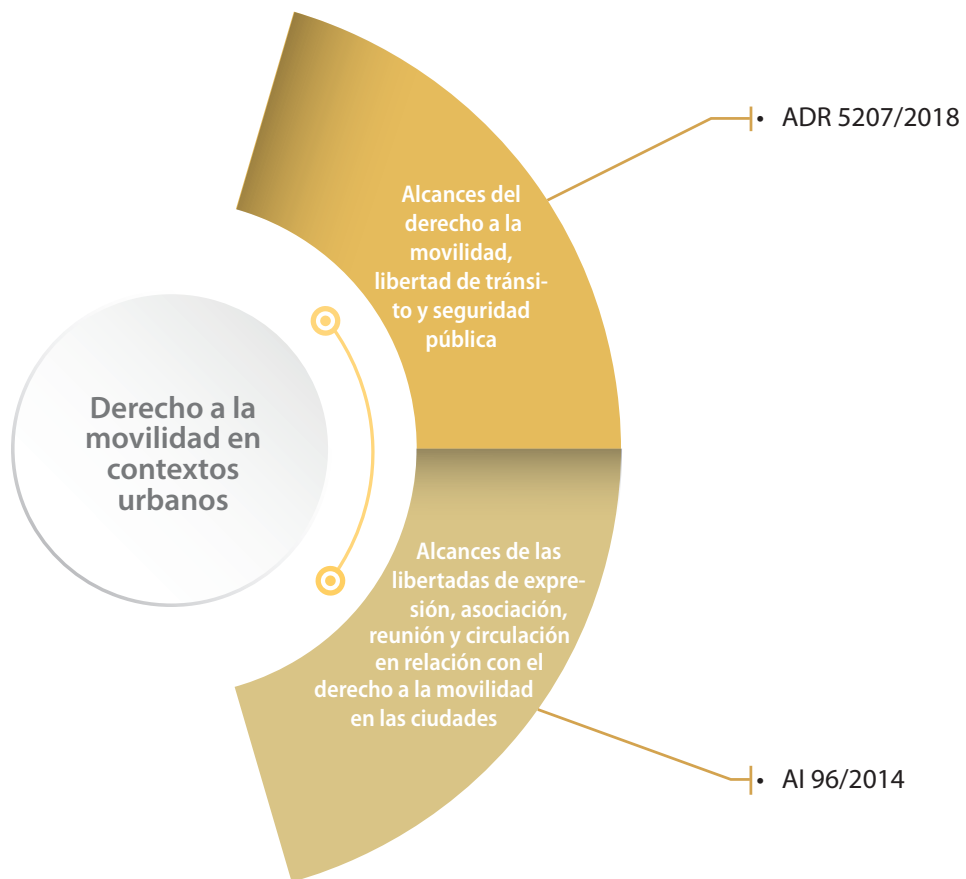 Derecho a la
movilidad en
contextos
urbanos
Alcances del
derecho a la
movilidad,
libertad de tránsi-
to y seguridad
pública
• ADR 5207/2018
Alcances de las
libertadas de expre-
sión, asociación,
reunión y circulación
en relación con el
derecho a la movilidad
en las ciudades
• AI 96/2014